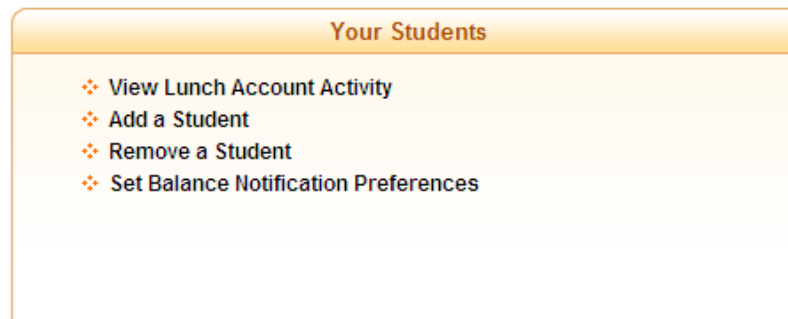 Your Students
View Lunch Account Activity
Add a Student
Remove a Student
Set Balance Notification Preferences